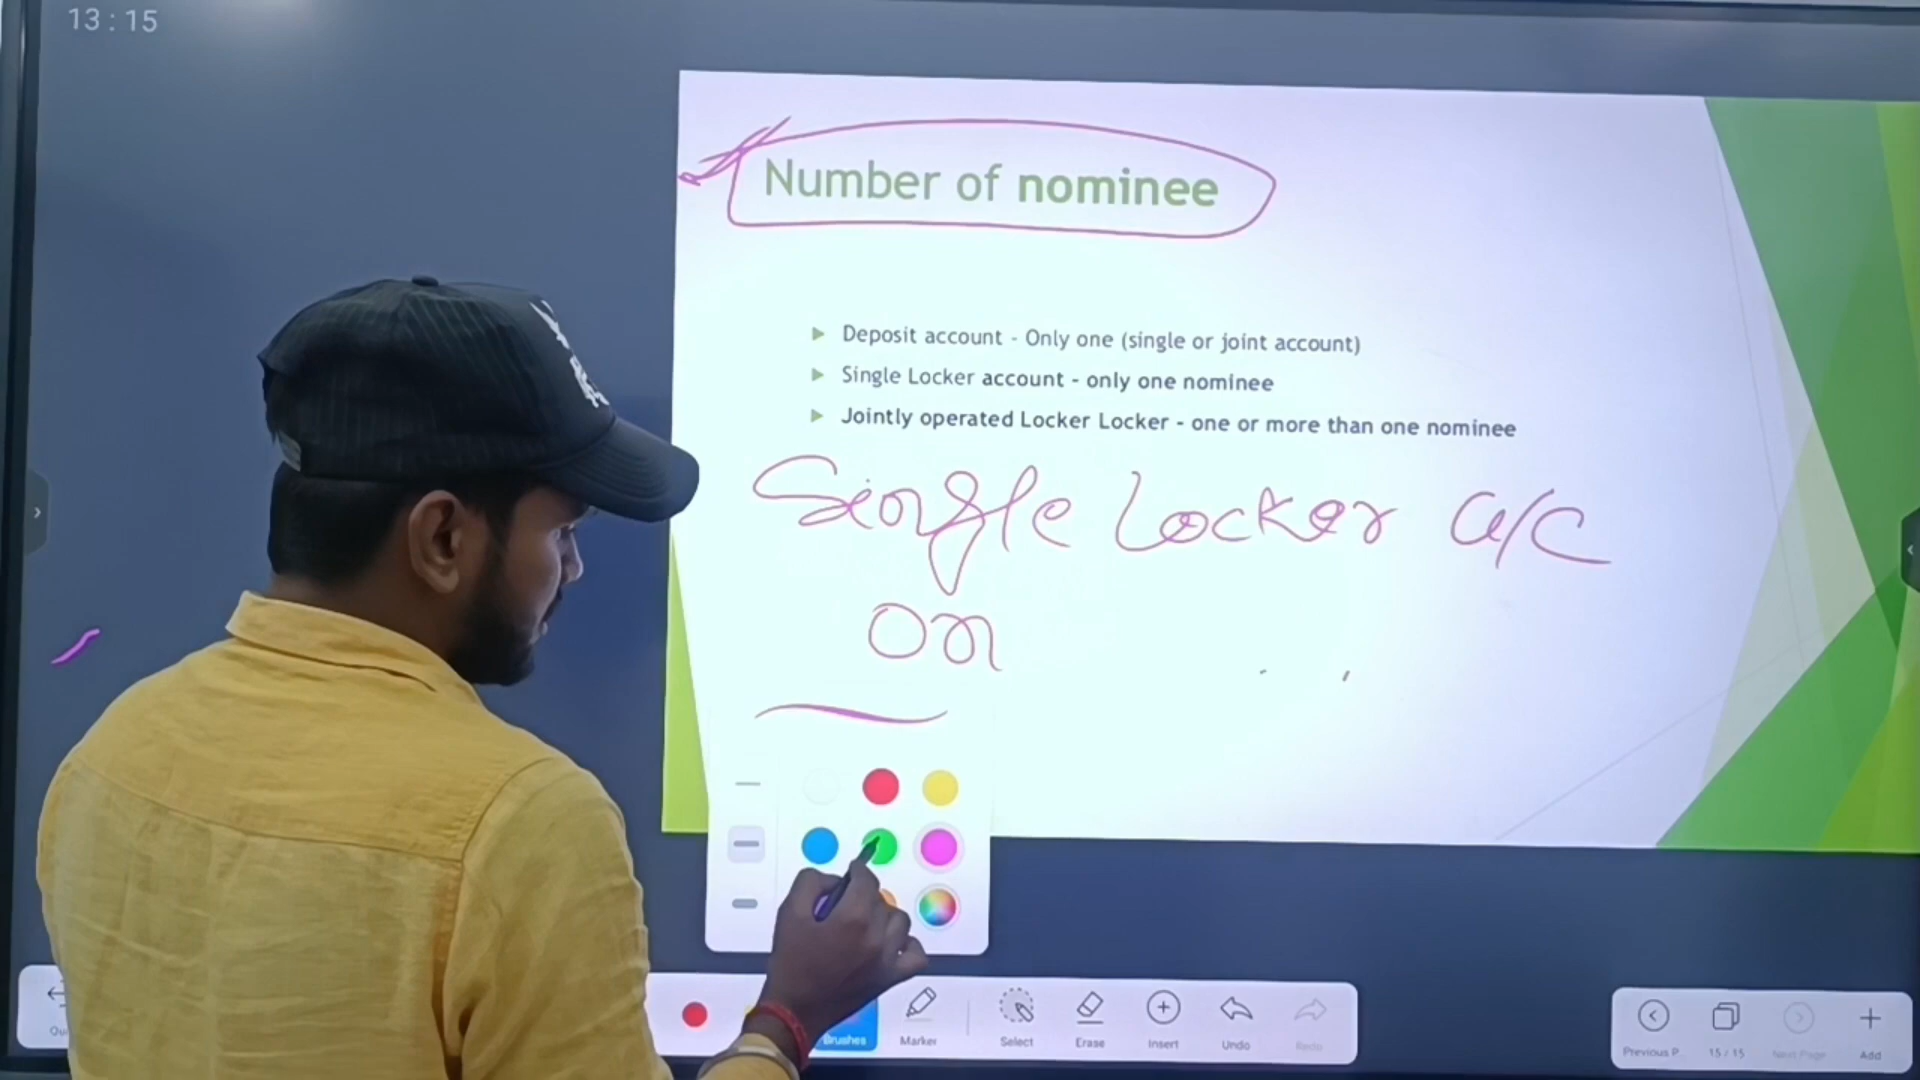 13:15
Number of nominee
Deposit account - Only one (single or joint account)
Single Locker account - only one nominee
Jointly operated Locker Locker - one or more than one nominee
Single Locker a/c
on
Brushes
Marker
Select
Erase
Insert
Undo
Redo
Previous P
15/15
Next Page
Add